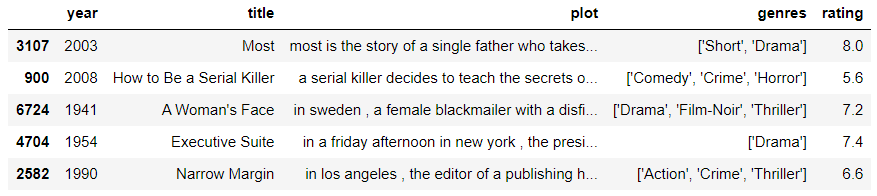 year title plot genres rating
3107 2003 Most most is the story of a single father who takes... ['Short', 'Drama'] 8.0
900 2008 How to Be a Serial Killer a serial killer decides to teach the secrets o... ['Comedy', 'Crime', 'Horror'] 5.6
6724 1941 A Woman's Face in sweden , a female blackmailer with a disfi... ['Drama', 'Film-Noir', 'Thriller'] 7.2
4704 1954 Executive Suite in a friday afternoon in new york , the presi... ['Drama'] 7.4
2582 1990 Narrow Margin in los angeles , the editor of a publishing h... ['Action', 'Crime', 'Thriller'] 6.6